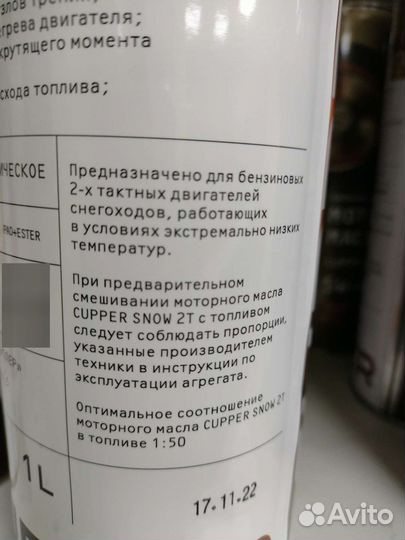 грева двигателя;
крутящего момента
схода топлива;
ИЧЕСКОЕ
PAO+ESTER
Предназначено для бензиновых
2-х тактных двигателей
снегоходов, работающих
в условиях экстремально низких
температур.
При предварительном
смешивании моторного масла
CUPPER SNOW 2T с топливом
следует соблюдать пропорции,
указанные производителем
техники в инструкции по
эксплуатации агрегата.
Оптимальное соотношение
моторного масла CUPPER SNOW 2T
в топливе 1:50
1L
17.11.22
Avito